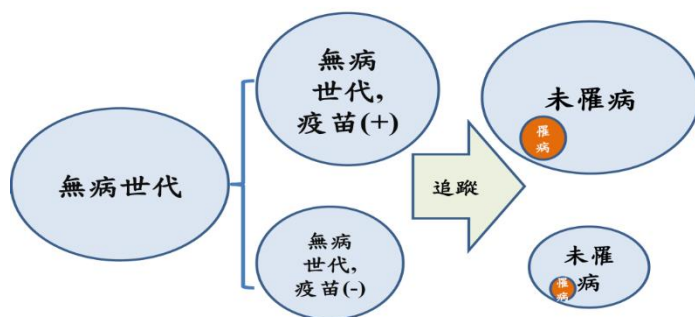 無病世代
無病
世代,
疫苗(+)
無病
世代,
疫苗(-)
追蹤
未罹病
罹
病
未罹
病
罹
病